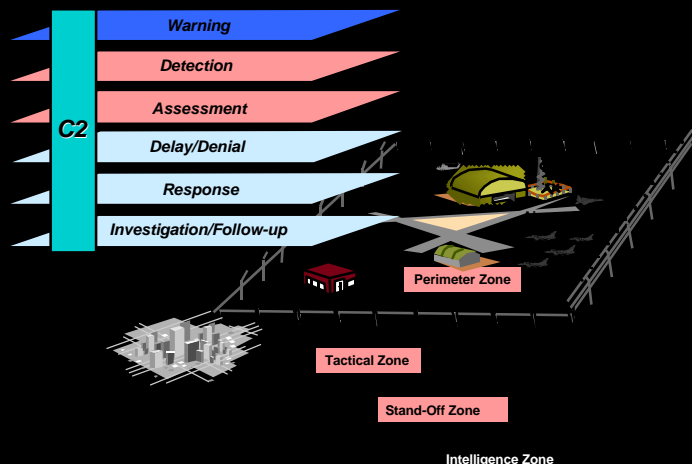 Warning
Detection
Assessment
C2
Delay/Denial
Response
Investigation/Follow-up
Perimeter Zone
Tactical Zone
Stand-Off Zone
Intelligence Zone